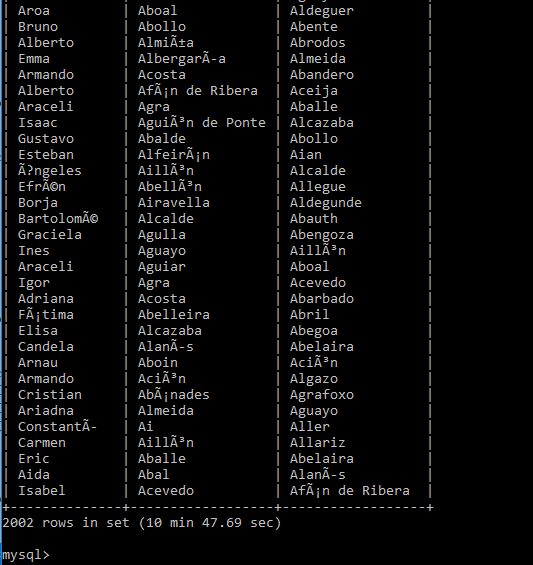 | Aroa | Aboal | Aldeguer |
| Bruno | Abollo | Abente |
| Alberto | AlmiÃ±a | Abrodos |
| Emma | AlbergarÃ-a | Almeida |
| Armando | Acosta | Abandero |
| Alberto | AfÃ¡n de Ribera | Aceija |
| Araceli | Agra | Aballe |
| Isaac | AguiÃ³n de Ponte | Alcazaba |
| Gustavo | Abalde | Abollo |
| Esteban | AlfeirÃ¡n | Aian |
| Ã?ngeles | AillÃ³n | Alcalde |
| EfrÃ©n | AbellÃ³n | Allegue |
| Borja | Airavella | Aldegunde |
| BartolomÃ© | Alcalde | Abauth |
| Graciela | Agulla | Abengoza |
| Ines | Aguayo | AillÃ³n |
| Araceli | Aguiar | Aboal |
| Igor | Agra | Acevedo |
| Adriana | Acosta | Abarbado |
| FÃ¡tima | Abelleira | Abril |
| Elisa | Alcazaba | Abegoa |
| Candela | AlanÃ-s | Abelaira |
| Arnau | Aboin | AciÃ³n |
| Armando | AciÃ³n | Algazo |
| Cristian | AbÃ¡nades | Agrafoxo |
| Ariadna | Almeida | Aguayo |
| ConstantÃ- | Ai | Aller |
| Carmen | AillÃ³n | Allariz |
| Eric | Aballe | Abelaira |
| Aida | Abal | AlanÃ-s |
| Isabel | Acevedo | AfÃ¡n de Ribera |
+--------------+-----------------+------------------+
2002 rows in set (10 min 47.69 sec)
mysql>